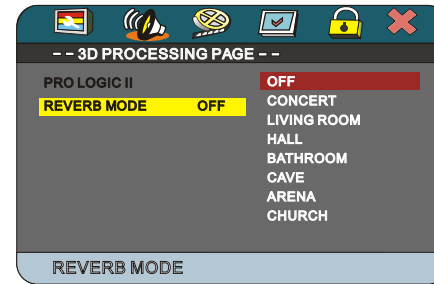 -- 3D PROCESSING PAGE --
PRO LOGIC II
REVERB MODE OFF
OFF
CONCERT
LIVING ROOM
HALL
BATHROOM
CAVE
ARENA
CHURCH
REVERB MODE